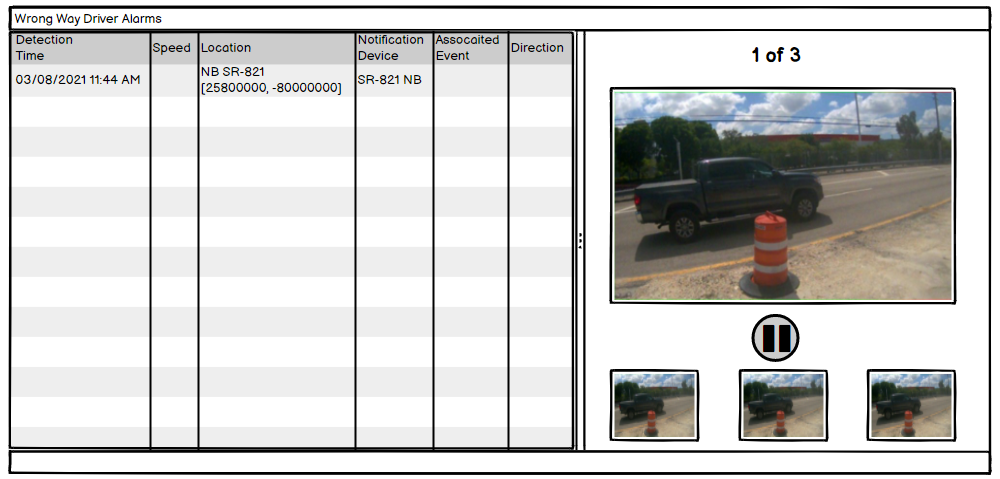 Wrong Way Driver Alarms
Detection Time
Speed
Location
Notification Device
Assocaited Event
Direction
03/08/2021 11:44 AM
NB SR-821
[25800000, -80000000]
SR-821 NB
1 of 3